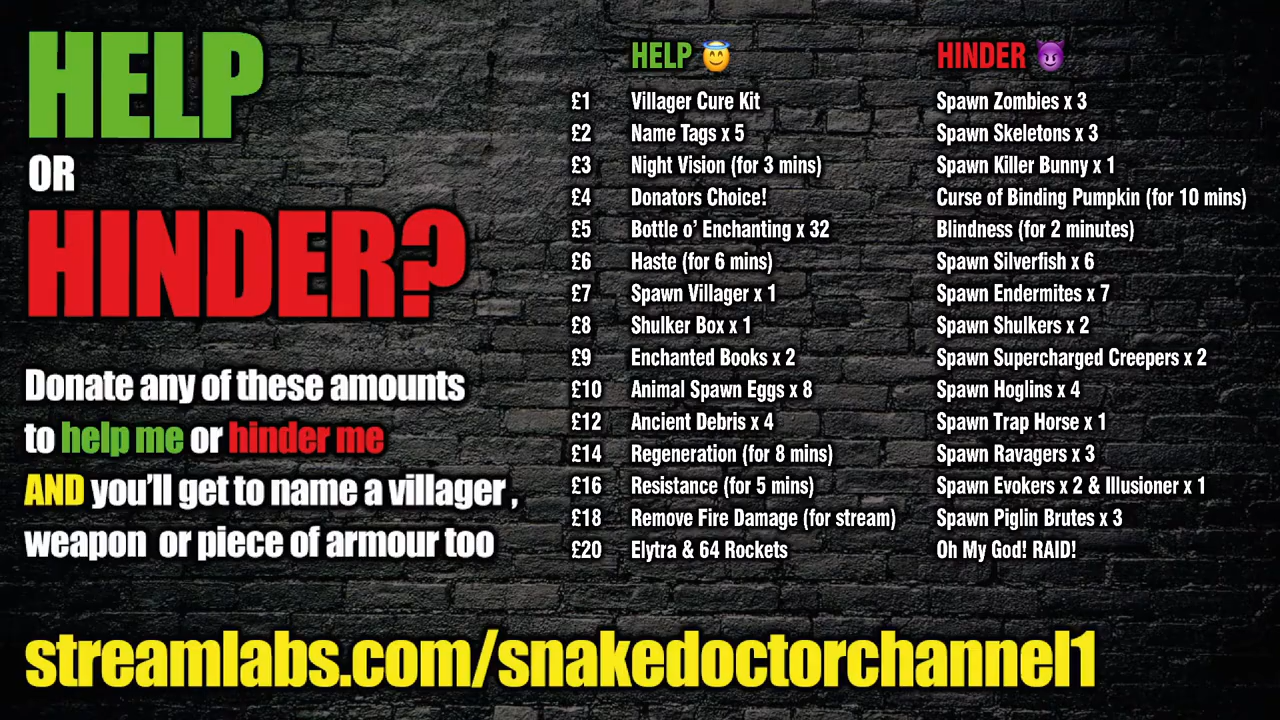 HELP
OR
HINDER?
Donate any of these amounts
to help me or hinder me
AND you'll get to name a villager ,
weapon or piece of armour too
HELP 😇 HINDER 😈
£1 Villager Cure Kit Spawn Zombies x 3
£2 Name Tags x 5 Spawn Skeletons x 3
£3 Night Vision (for 3 mins) Spawn Killer Bunny x 1
£4 Donators Choice! Curse of Binding Pumpkin (for 10 mins)
£5 Bottle o' Enchanting x 32 Blindness (for 2 minutes)
£6 Haste (for 6 mins) Spawn Silverfish x 6
£7 Spawn Villager x 1 Spawn Endermites x 7
£8 Shulker Box x 1 Spawn Shulkers x 2
£9 Enchanted Books x 2 Spawn Supercharged Creepers x 2
£10 Animal Spawn Eggs x 8 Spawn Hoglins x 4
£12 Ancient Debris x 4 Spawn Trap Horse x 1
£14 Regeneration (for 8 mins) Spawn Ravagers x 3
£16 Resistance (for 5 mins) Spawn Evokers x 2 & Illusioner x 1
£18 Remove Fire Damage (for stream) Spawn Piglin Brutes x 3
£20 Elytra & 64 Rockets Oh My God! RAID!
streamlabs.com/snakedoctorchannel1